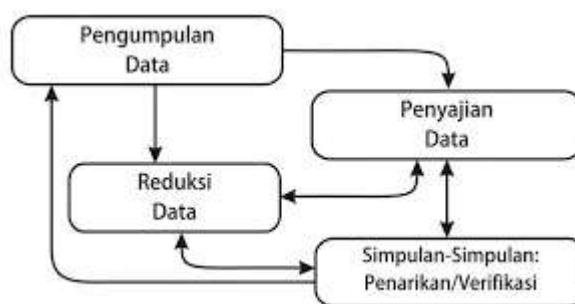 Pengumpulan
Data
Penyajian
Data
Reduksi
Data
Simpulan-Simpulan:
Penarikan/Verifikasi